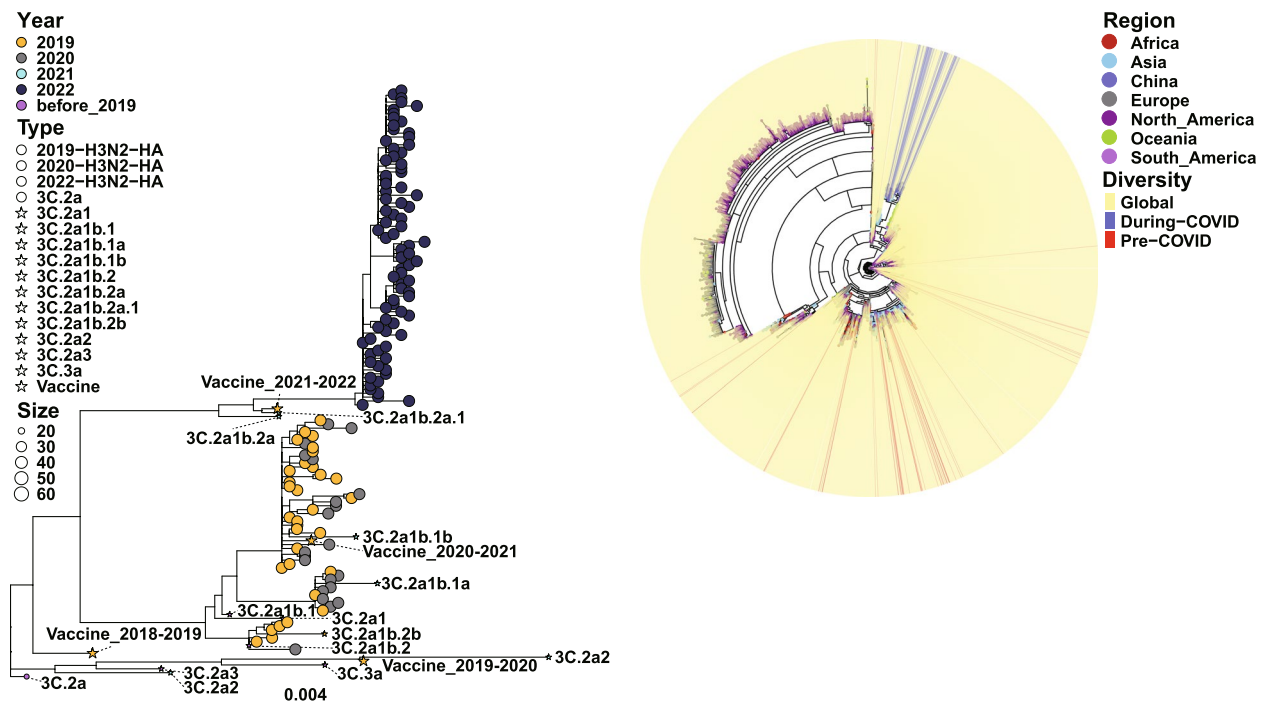 Year
2019
2020
2021
2022
before_2019
Type
2019−H3N2−HA
2020−H3N2−HA
2022−H3N2−HA
3C.2a
3C.2a1
3C.2a1b.1
3C.2a1b.1a
3C.2a1b.1b
3C.2a1b.2
3C.2a1b.2a
3C.2a1b.2a.1
3C.2a1b.2b
3C.2a2
3C.2a3
3C.3a
Vaccine
Size
20
30
40
50
60
Vaccine_2021-2022
3C.2a1b.2a.1
3C.2a1b.2a
3C.2a1b.1b
Vaccine_2020-2021
3C.2a1b.1a
3C.2a1b.1
3C.2a1
Vaccine_2018-2019
3C.2a1b.2b
3C.2a1b.2
3C.2a2
Vaccine_2019-2020
3C.2a3
3C.3a
3C.2a
3C.2a2
0.004
Region
Africa
Asia
China
Europe
North_America
Oceania
South_America
Diversity
Global
During−COVID
Pre−COVID